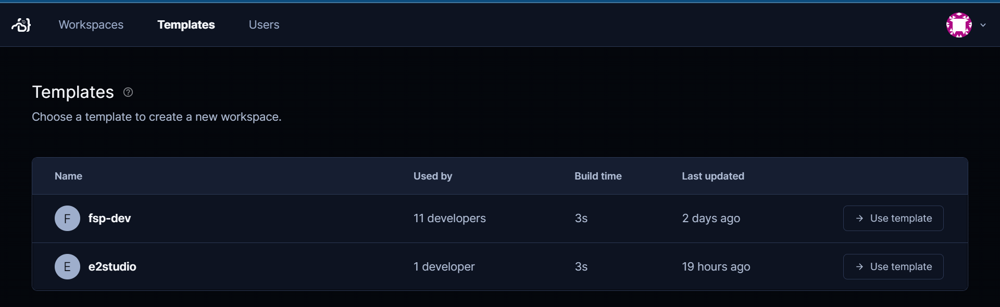 Workspaces Templates Users
Templates
Choose a template to create a new workspace.
Name Used by Build time Last updated
F fsp-dev 11 developers 3s 2 days ago Use template
E e2studio 1 developer 3s 19 hours ago Use template